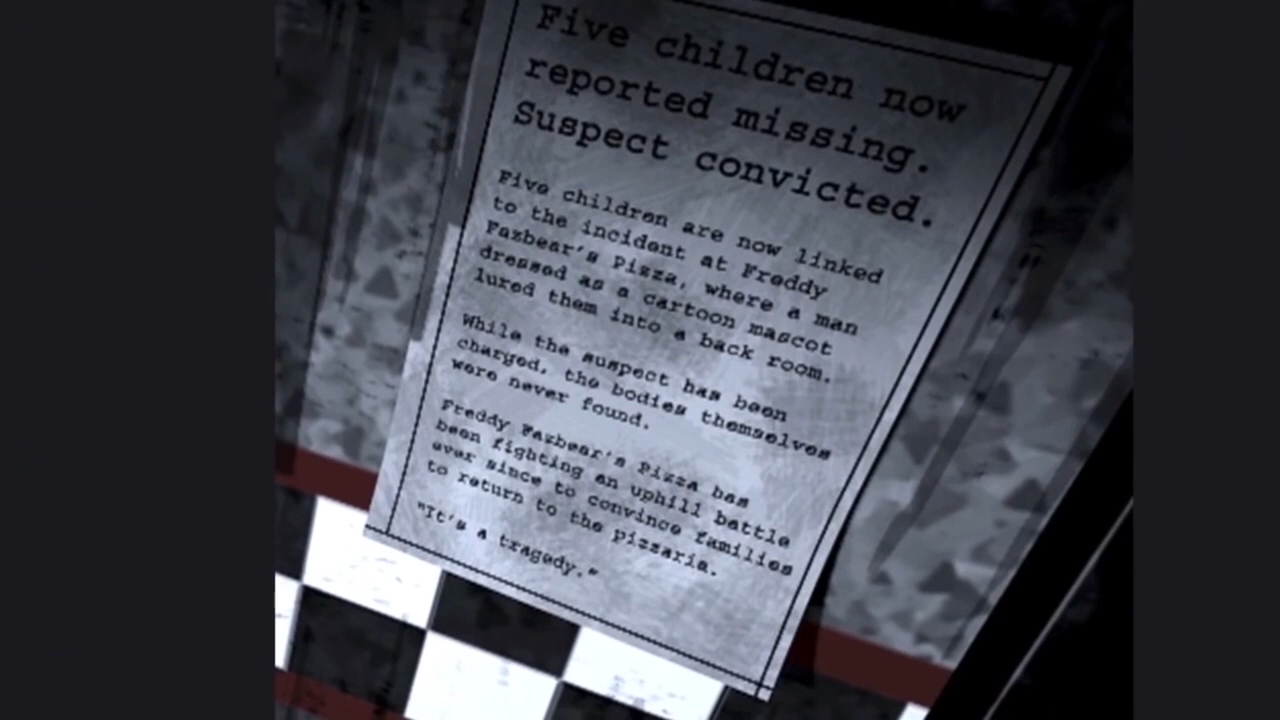 Five children now
reported missing.
Suspect convicted.
Five children are now linked
to the incident at Freddy
Fazbear's Pizza, where a man
dressed as a cartoon mascot
lured them into a back room.
While the suspect has been
charged, the bodies themselves
were never found.
Freddy Fazbear's Pizza has
been fighting an uphill battle
ever since to convince families
to return to the pizzaria.
"It's a tragedy."